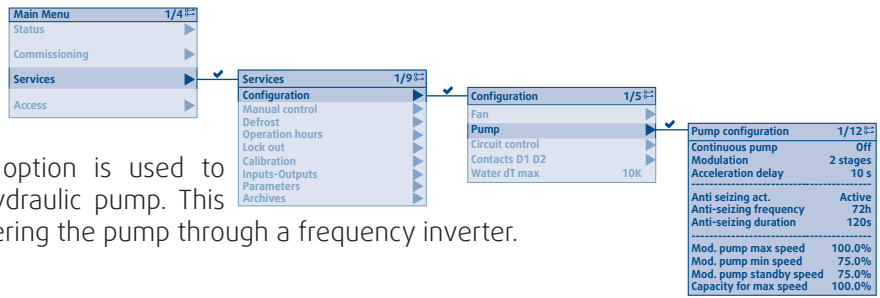 Main Menu 1/4
Status
Commissioning
Services
Access
Services 1/9
Configuration
Manual control
Defrost
Operation hours
Lock out
Calibration
Inputs-Outputs
Parameters
Archives
Configuration 1/5
Fan
Pump
Circuit control
Contacts D1 D2
Water dT max 10K
Pump configuration 1/12
Continuous pump Off
Modulation 2 stages
Acceleration delay 10 s
Anti seizing act. Active
Anti-seizing frequency 72h
Anti-seizing duration 120s
Mod. pump max speed 100.0%
Mod. pump min speed 75.0%
Mod. pump standby speed 75.0%
Capacity for max speed 100.0%
option is used to
draulic pump. This
ering the pump through a frequency inverter.